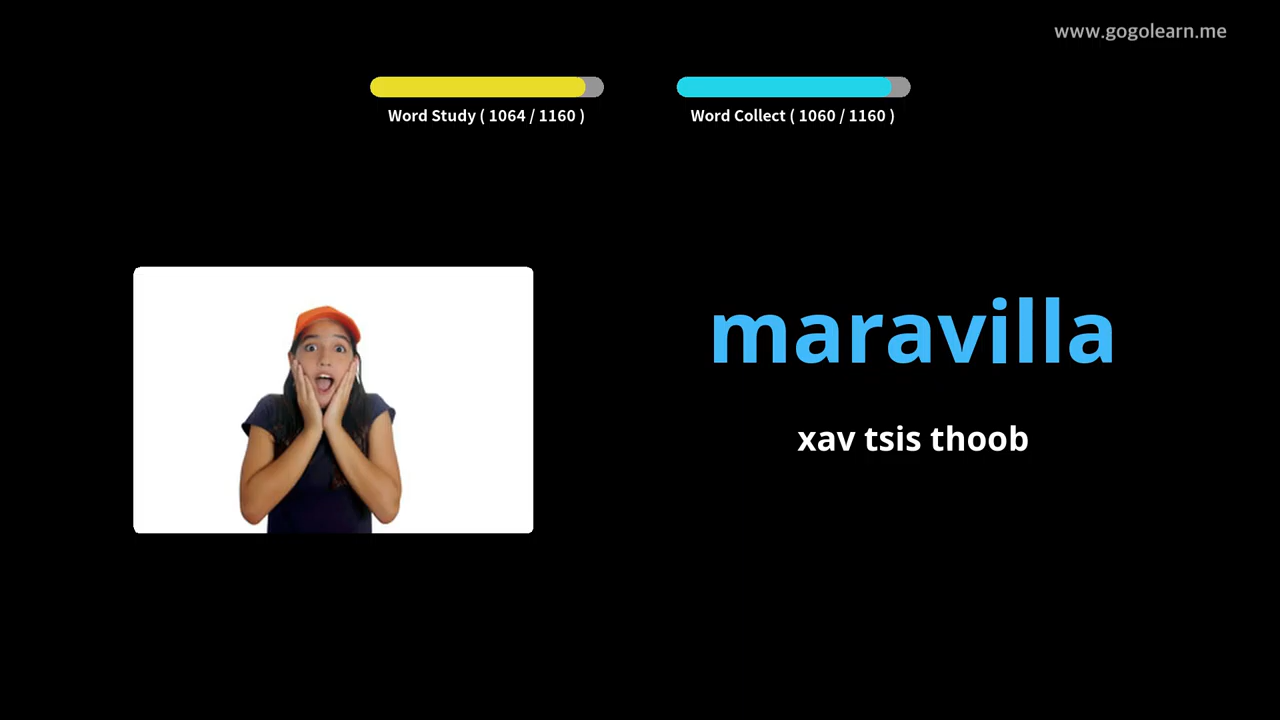 www.gogolearn.me
Word Study ( 1064 / 1160 )
Word Collect ( 1060 / 1160 )
maravilla
xav tsis thoob